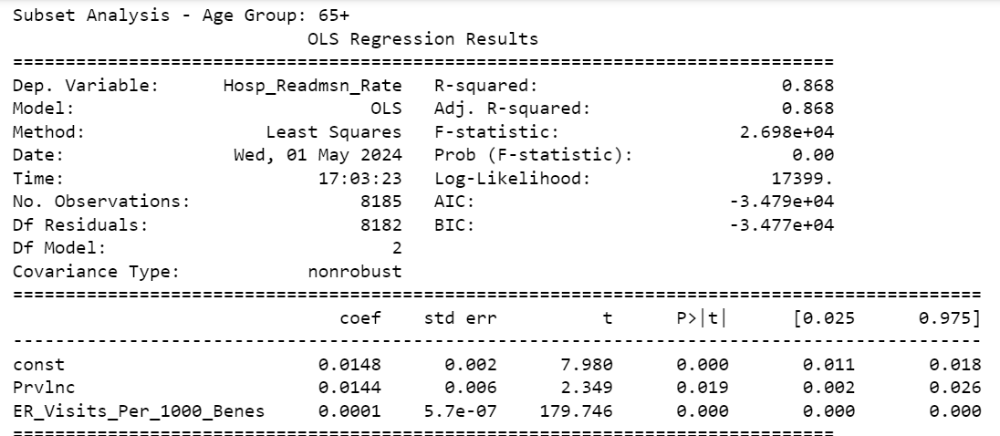 Subset Analysis - Age Group: 65+
OLS Regression Results
==============================================================================
Dep. Variable: Hosp_Readmsn_Rate R-squared: 0.868
Model: OLS Adj. R-squared: 0.868
Method: Least Squares F-statistic: 2.698e+04
Date: Wed, 01 May 2024 Prob (F-statistic): 0.00
Time: 17:03:23 Log-Likelihood: 17399.
No. Observations: 8185 AIC: -3.479e+04
Df Residuals: 8182 BIC: -3.477e+04
Df Model: 2
Covariance Type: nonrobust
============================================================================================
coef std err t P>|t| [0.025 0.975]
--------------------------------------------------------------------------------------------
const 0.0148 0.002 7.980 0.000 0.011 0.018
Prvlnc 0.0144 0.006 2.349 0.019 0.002 0.026
ER_Visits_Per_1000_Benes 0.0001 5.7e-07 179.746 0.000 0.000 0.000
==============================================================================